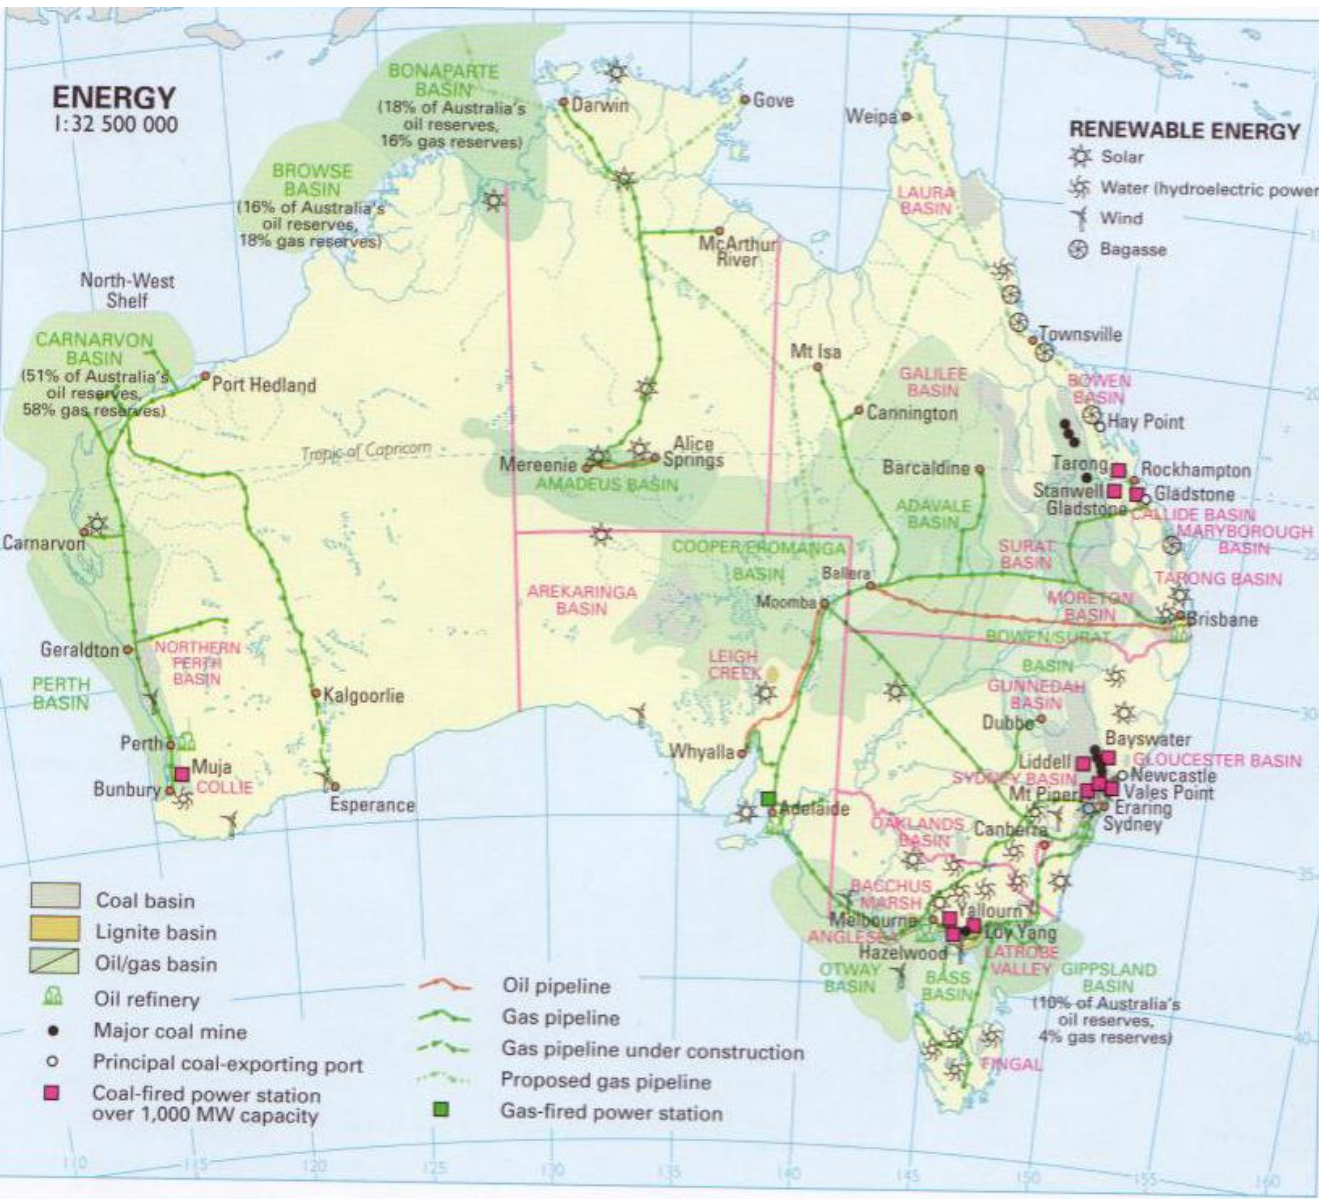 ENERGY
1:32 500 000
BONAPARTE
BASIN
(18% of Australia's
oil reserves,
16% gas reserves)
Darwin
Gove
Weipa
RENEWABLE ENERGY
Solar
Water (hydroelectric power
Wind
Bagasse
BROWSE
BASIN
(16% of Australia's
oil reserves,
18% gas reserves)
LAURA
BASIN
McArthur
River
North-West
Shelf
CARNARVON
BASIN
(51% of Australia's
oil reserves,
58% gas reserves)
Port Hedland
Townsville
Mt Isa
GALILEE
BASIN
BOWEN
BASIN
Cannington
Hay Point
Tropic of Capricorn
Mereenie
Alice
Springs
AMADEUS BASIN
Barcaldine
Tarong
Rockhampton
Stanwell
Gladstone
Gladstone
CALLIDE BASIN
ADAVALE
BASIN
MARYBOROUGH
BASIN
Carnarvon
COOPER/EROMANGA
BASIN
SURAT
BASIN
Ballera
TARONG BASIN
AREKARINGA
BASIN
Moomba
MORETON
BASIN
Brisbane
BOWEN/SURAT
BASIN
Geraldton
NORTHERN
PERTH
BASIN
LEIGH
CREEK
PERTH
BASIN
GUNNEDAH
BASIN
Kalgoorlie
Dubbo
Perth
Whyalla
Bayswater
Muja
Liddell
GLOUCESTER BASIN
Bunbury
COLLIE
SYDNEY BASIN
Newcastle
Mt Piper
Vales Point
Esperance
Adelaide
Eraring
Sydney
OAKLANDS
BASIN
Canberra
BACCHUS
MARSH
Melbourne
Yallourn
ANGLESEA
Loy Yang
Hazelwood
LATROBE
VALLEY
OTWAY
BASIN
BASS
BASIN
GIPPSLAND
BASIN
(10% of Australia's
oil reserves,
4% gas reserves)
FINGAL
Coal basin
Lignite basin
Oil/gas basin
Oil refinery
Major coal mine
Principal coal-exporting port
Coal-fired power station
over 1,000 MW capacity
Oil pipeline
Gas pipeline
Gas pipeline under construction
Proposed gas pipeline
Gas-fired power station
20
25
30
35
40
110
115
120
125
130
135
140
145
150
155
160